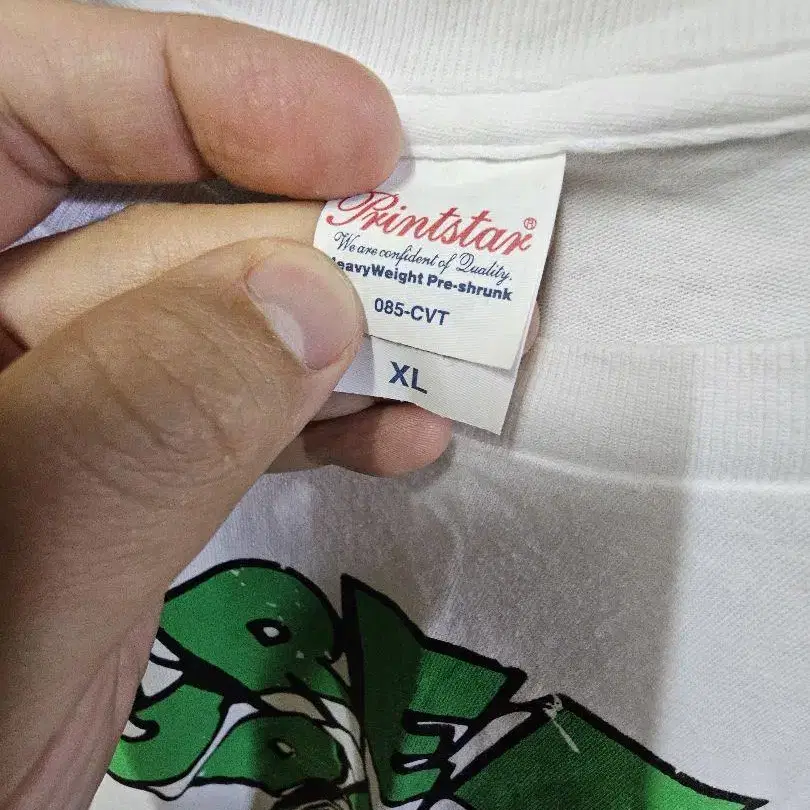 Printstar®
We are confident of Quality.
HeavyWeight Pre-shrunk
085-CVT
XL